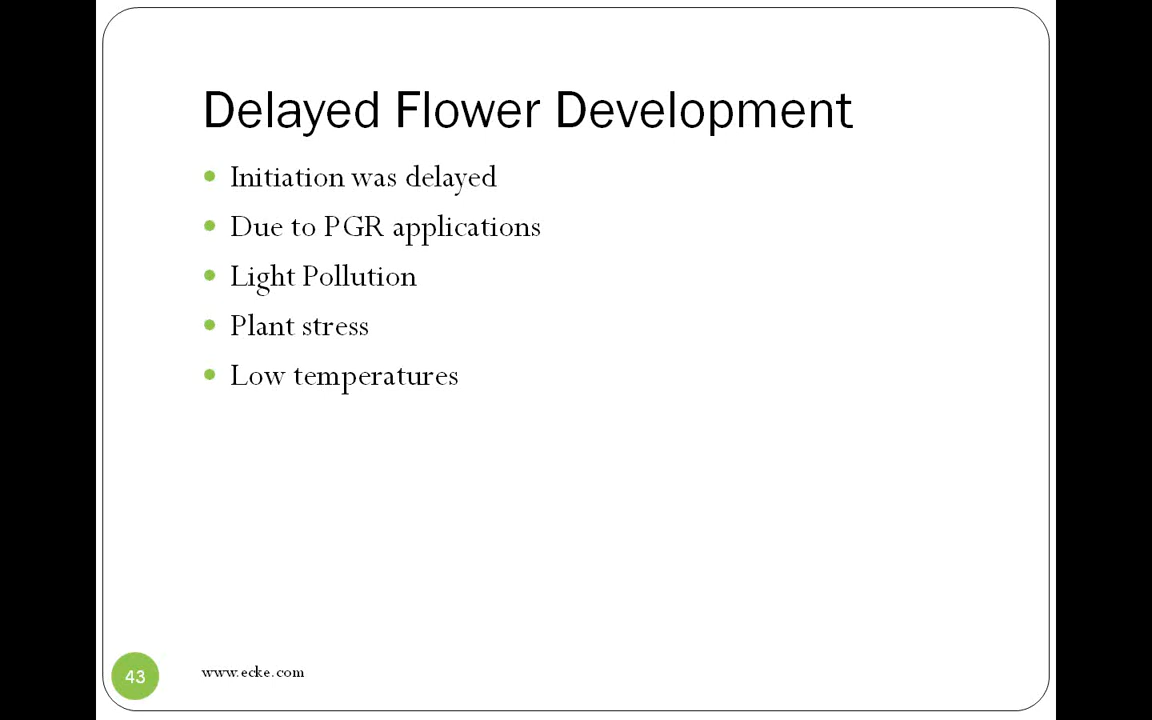 Delayed Flower Development
Initiation was delayed
Due to PGR applications
Light Pollution
Plant stress
Low temperatures
43
www.ecke.com